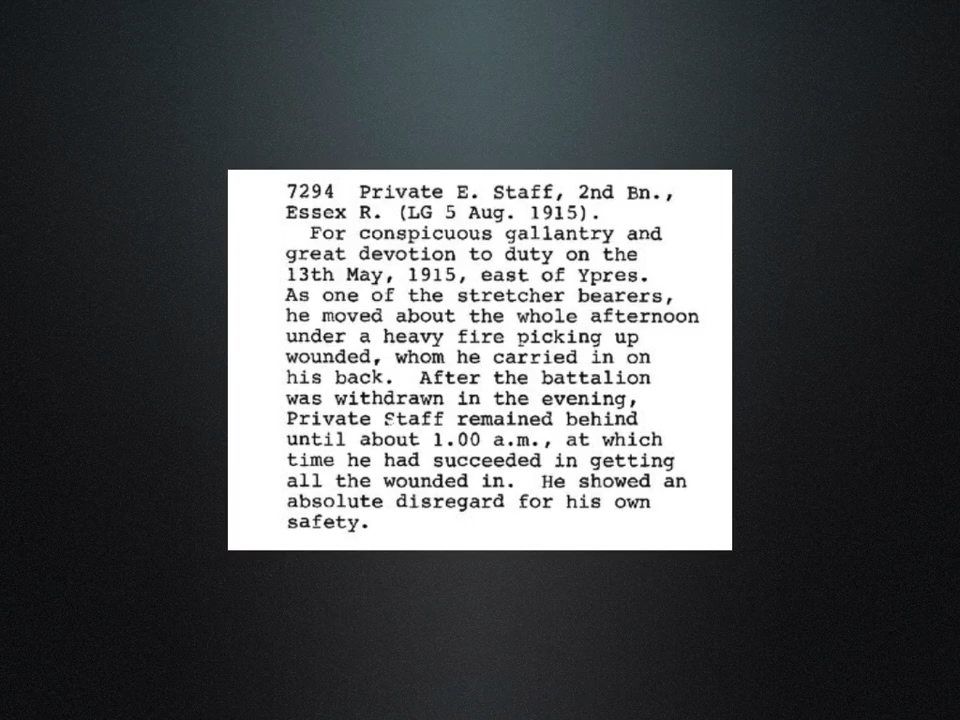 7294 Private E. Staff, 2nd Bn.,
Essex R. (LG 5 Aug. 1915).
For conspicuous gallantry and
great devotion to duty on the
13th May, 1915, east of Ypres.
As one of the stretcher bearers,
he moved about the whole afternoon
under a heavy fire picking up
wounded, whom he carried in on
his back. After the battalion
was withdrawn in the evening,
Private Staff remained behind
until about 1.00 a.m., at which
time he had succeeded in getting
all the wounded in. He showed an
absolute disregard for his own
safety.